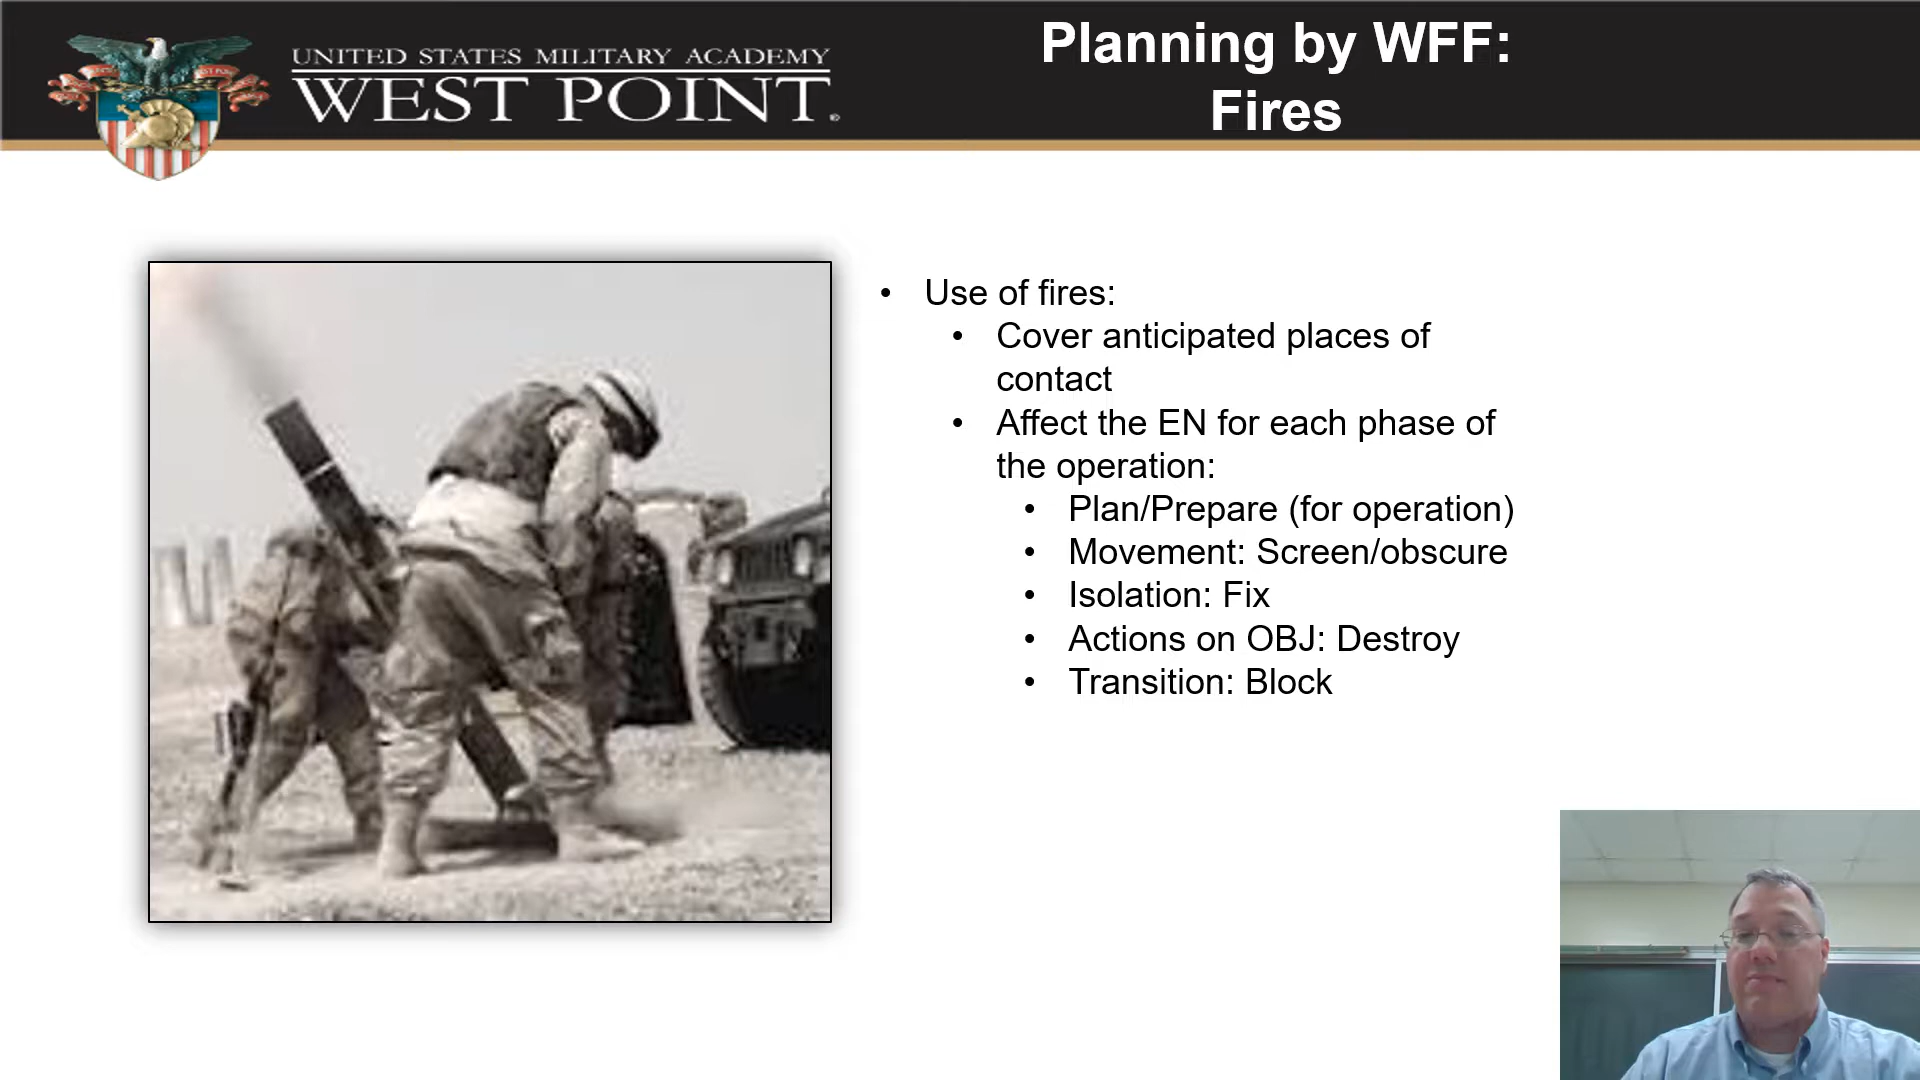 UNITED STATES MILITARY ACADEMY
WEST POINT®
Planning by WFF:
Fires
• Use of fires:
• Cover anticipated places of
contact
• Affect the EN for each phase of
the operation:
• Plan/Prepare (for operation)
• Movement: Screen/obscure
• Isolation: Fix
• Actions on OBJ: Destroy
• Transition: Block